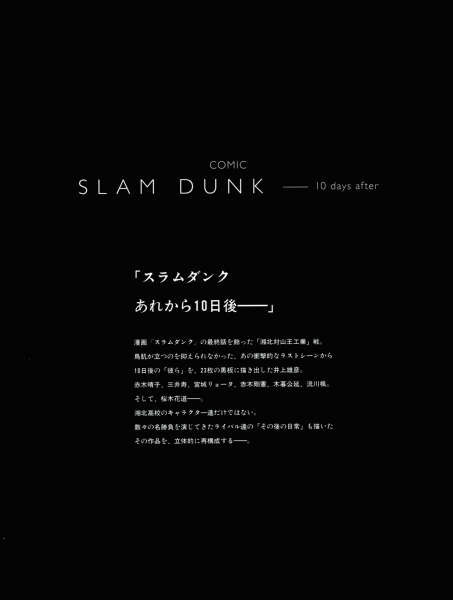 COMIC
SLAM DUNK — 10 days after
「スラムダンク
あれから10日後——」
漫画「スラムダンク」の最終話を飾った「湘北対山王工業」戦。
鳥肌が立つのを抑えられなかった、あの衝撃的なラストシーンから
10日後の「彼ら」を、23枚の黒板に描き出した井上雄彦。
赤木晴子、三井寿、宮城リョータ、赤木剛憲、木暮公延、流川楓。
そして、桜木花道——。
湘北高校のキャラクター達だけではない。
数々の名勝負を演じてきたライバル達の「その後の日常」も描いた
その作品を、立体的に再構成する——。